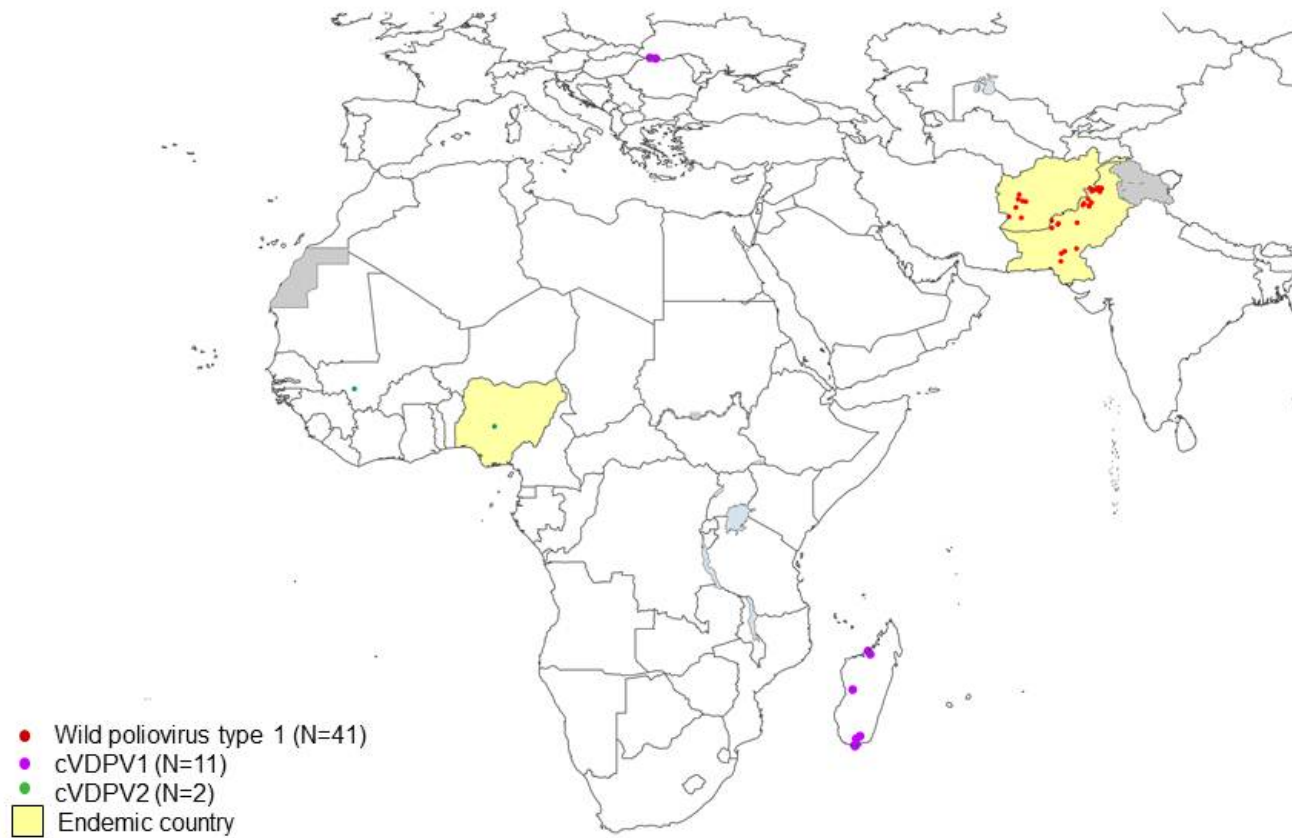 Wild poliovirus type 1 (N=41)
cVDPV1 (N=11)
cVDPV2 (N=2)
Endemic country